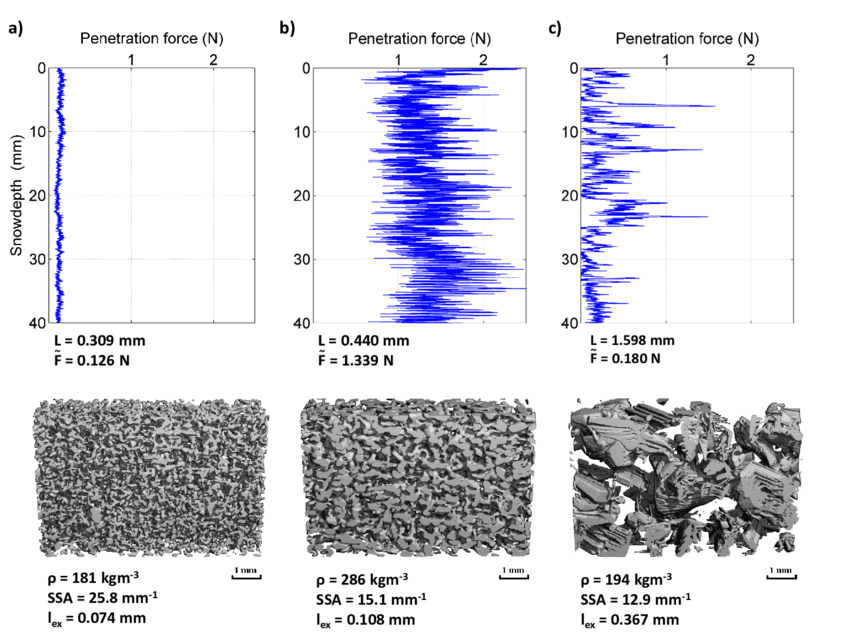 a)
Penetration force (N)
1 2
0
10
20
30
40
Snowdepth (mm)
L = 0.309 mm
F̃ = 0.126 N
b)
Penetration force (N)
1 2
0
10
20
30
40
L = 0.440 mm
F̃ = 1.339 N
c)
Penetration force (N)
1 2
0
10
20
30
40
L = 1.598 mm
F̃ = 0.180 N
1 mm
ρ = 181 kgm⁻³
SSA = 25.8 mm⁻¹
lₑₓ = 0.074 mm
1 mm
ρ = 286 kgm⁻³
SSA = 15.1 mm⁻¹
lₑₓ = 0.108 mm
1 mm
ρ = 194 kgm⁻³
SSA = 12.9 mm⁻¹
lₑₓ = 0.367 mm